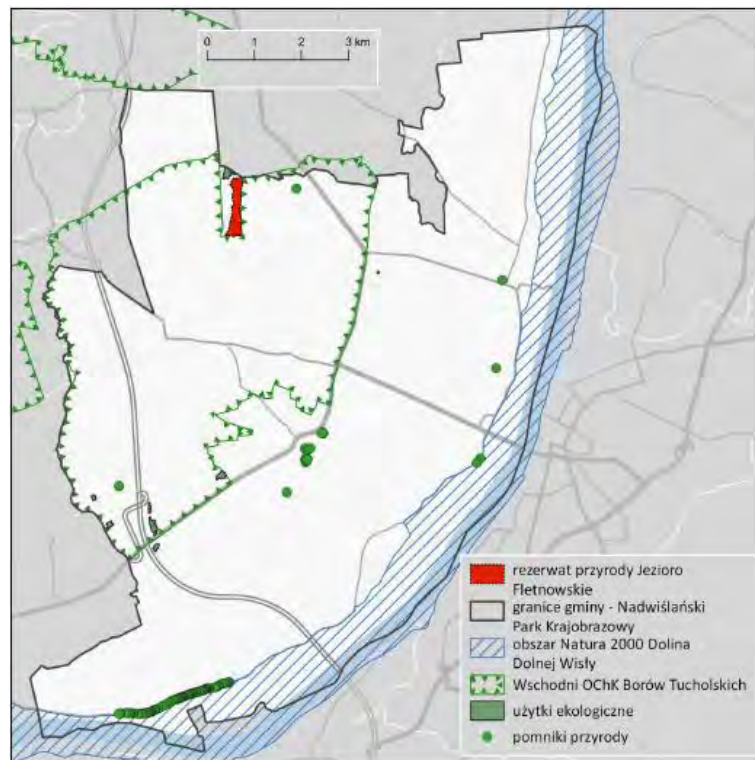 0 1 2 3 km
rezerwat przyrody Jezioro
Fletnowskie
granice gminy - Nadwiślański
Park Krajobrazowy
obszar Natura 2000 Dolina
Dolnej Wisły
Wschodni OChK Borów Tucholskich
użytki ekologiczne
pomniki przyrody